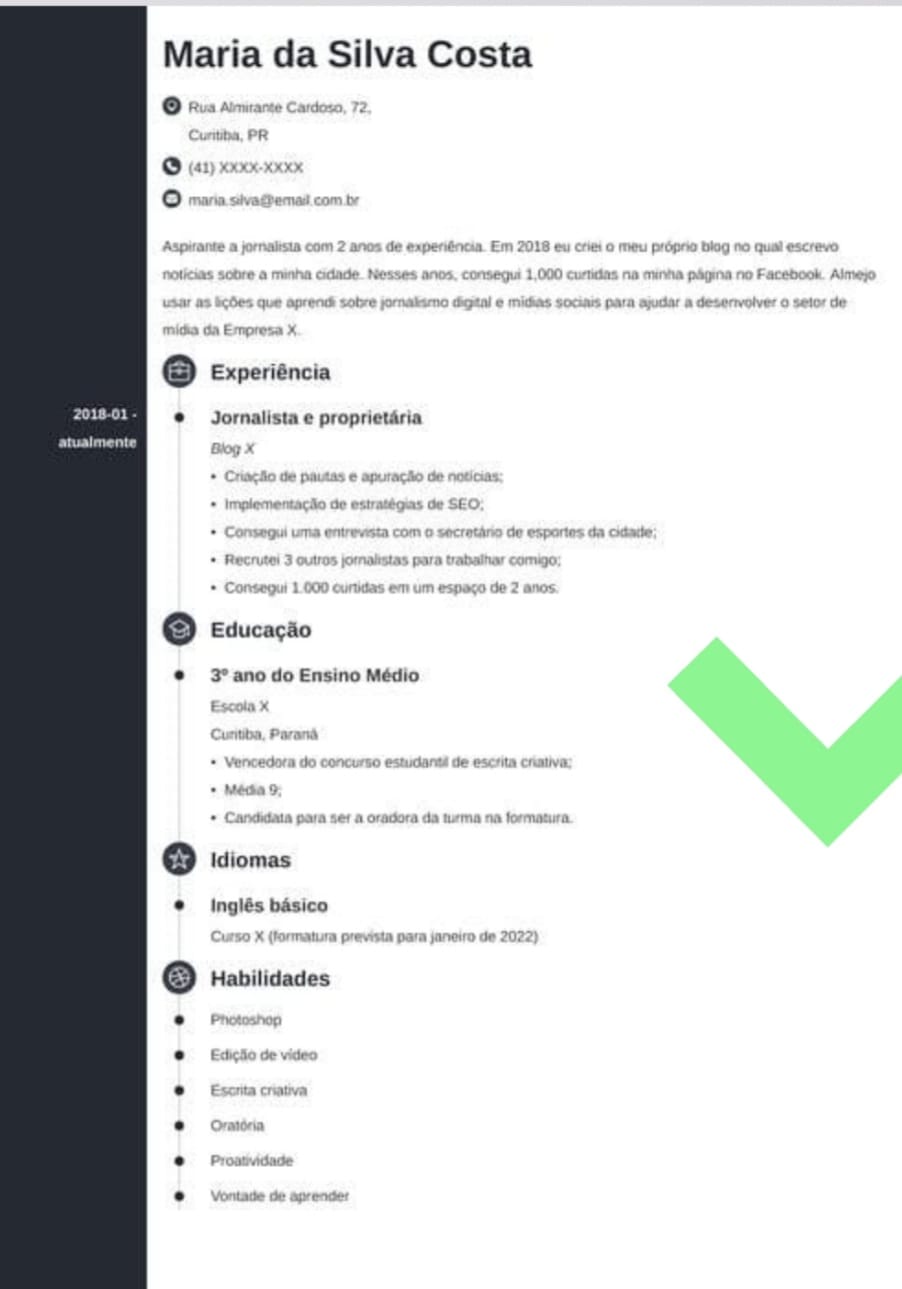 Maria da Silva Costa
Rua Almirante Cardoso, 72,
Curitiba, PR
(41) XXXX-XXXX
maria.silva@email.com.br
Aspirante a jornalista com 2 anos de experiência. Em 2018 eu criei o meu próprio blog no qual escrevo
notícias sobre a minha cidade. Nesses anos, consegui 1,000 curtidas na minha página no Facebook. Almejo
usar as lições que aprendi sobre jornalismo digital e mídias sociais para ajudar a desenvolver o setor de
mídia da Empresa X.
Experiência
2018-01 -
atualmente
Jornalista e proprietária
Blog X
• Criação de pautas e apuração de notícias;
• Implementação de estratégias de SEO;
• Consegui uma entrevista com o secretário de esportes da cidade;
• Recrutei 3 outros jornalistas para trabalhar comigo;
• Consegui 1.000 curtidas em um espaço de 2 anos.
Educação
3º ano do Ensino Médio
Escola X
Curitiba, Paraná
• Vencedora do concurso estudantil de escrita criativa;
• Média 9;
• Candidata para ser a oradora da turma na formatura.
Idiomas
Inglês básico
Curso X (formatura prevista para janeiro de 2022)
Habilidades
Photoshop
Edição de vídeo
Escrita criativa
Oratória
Proatividade
Vontade de aprender